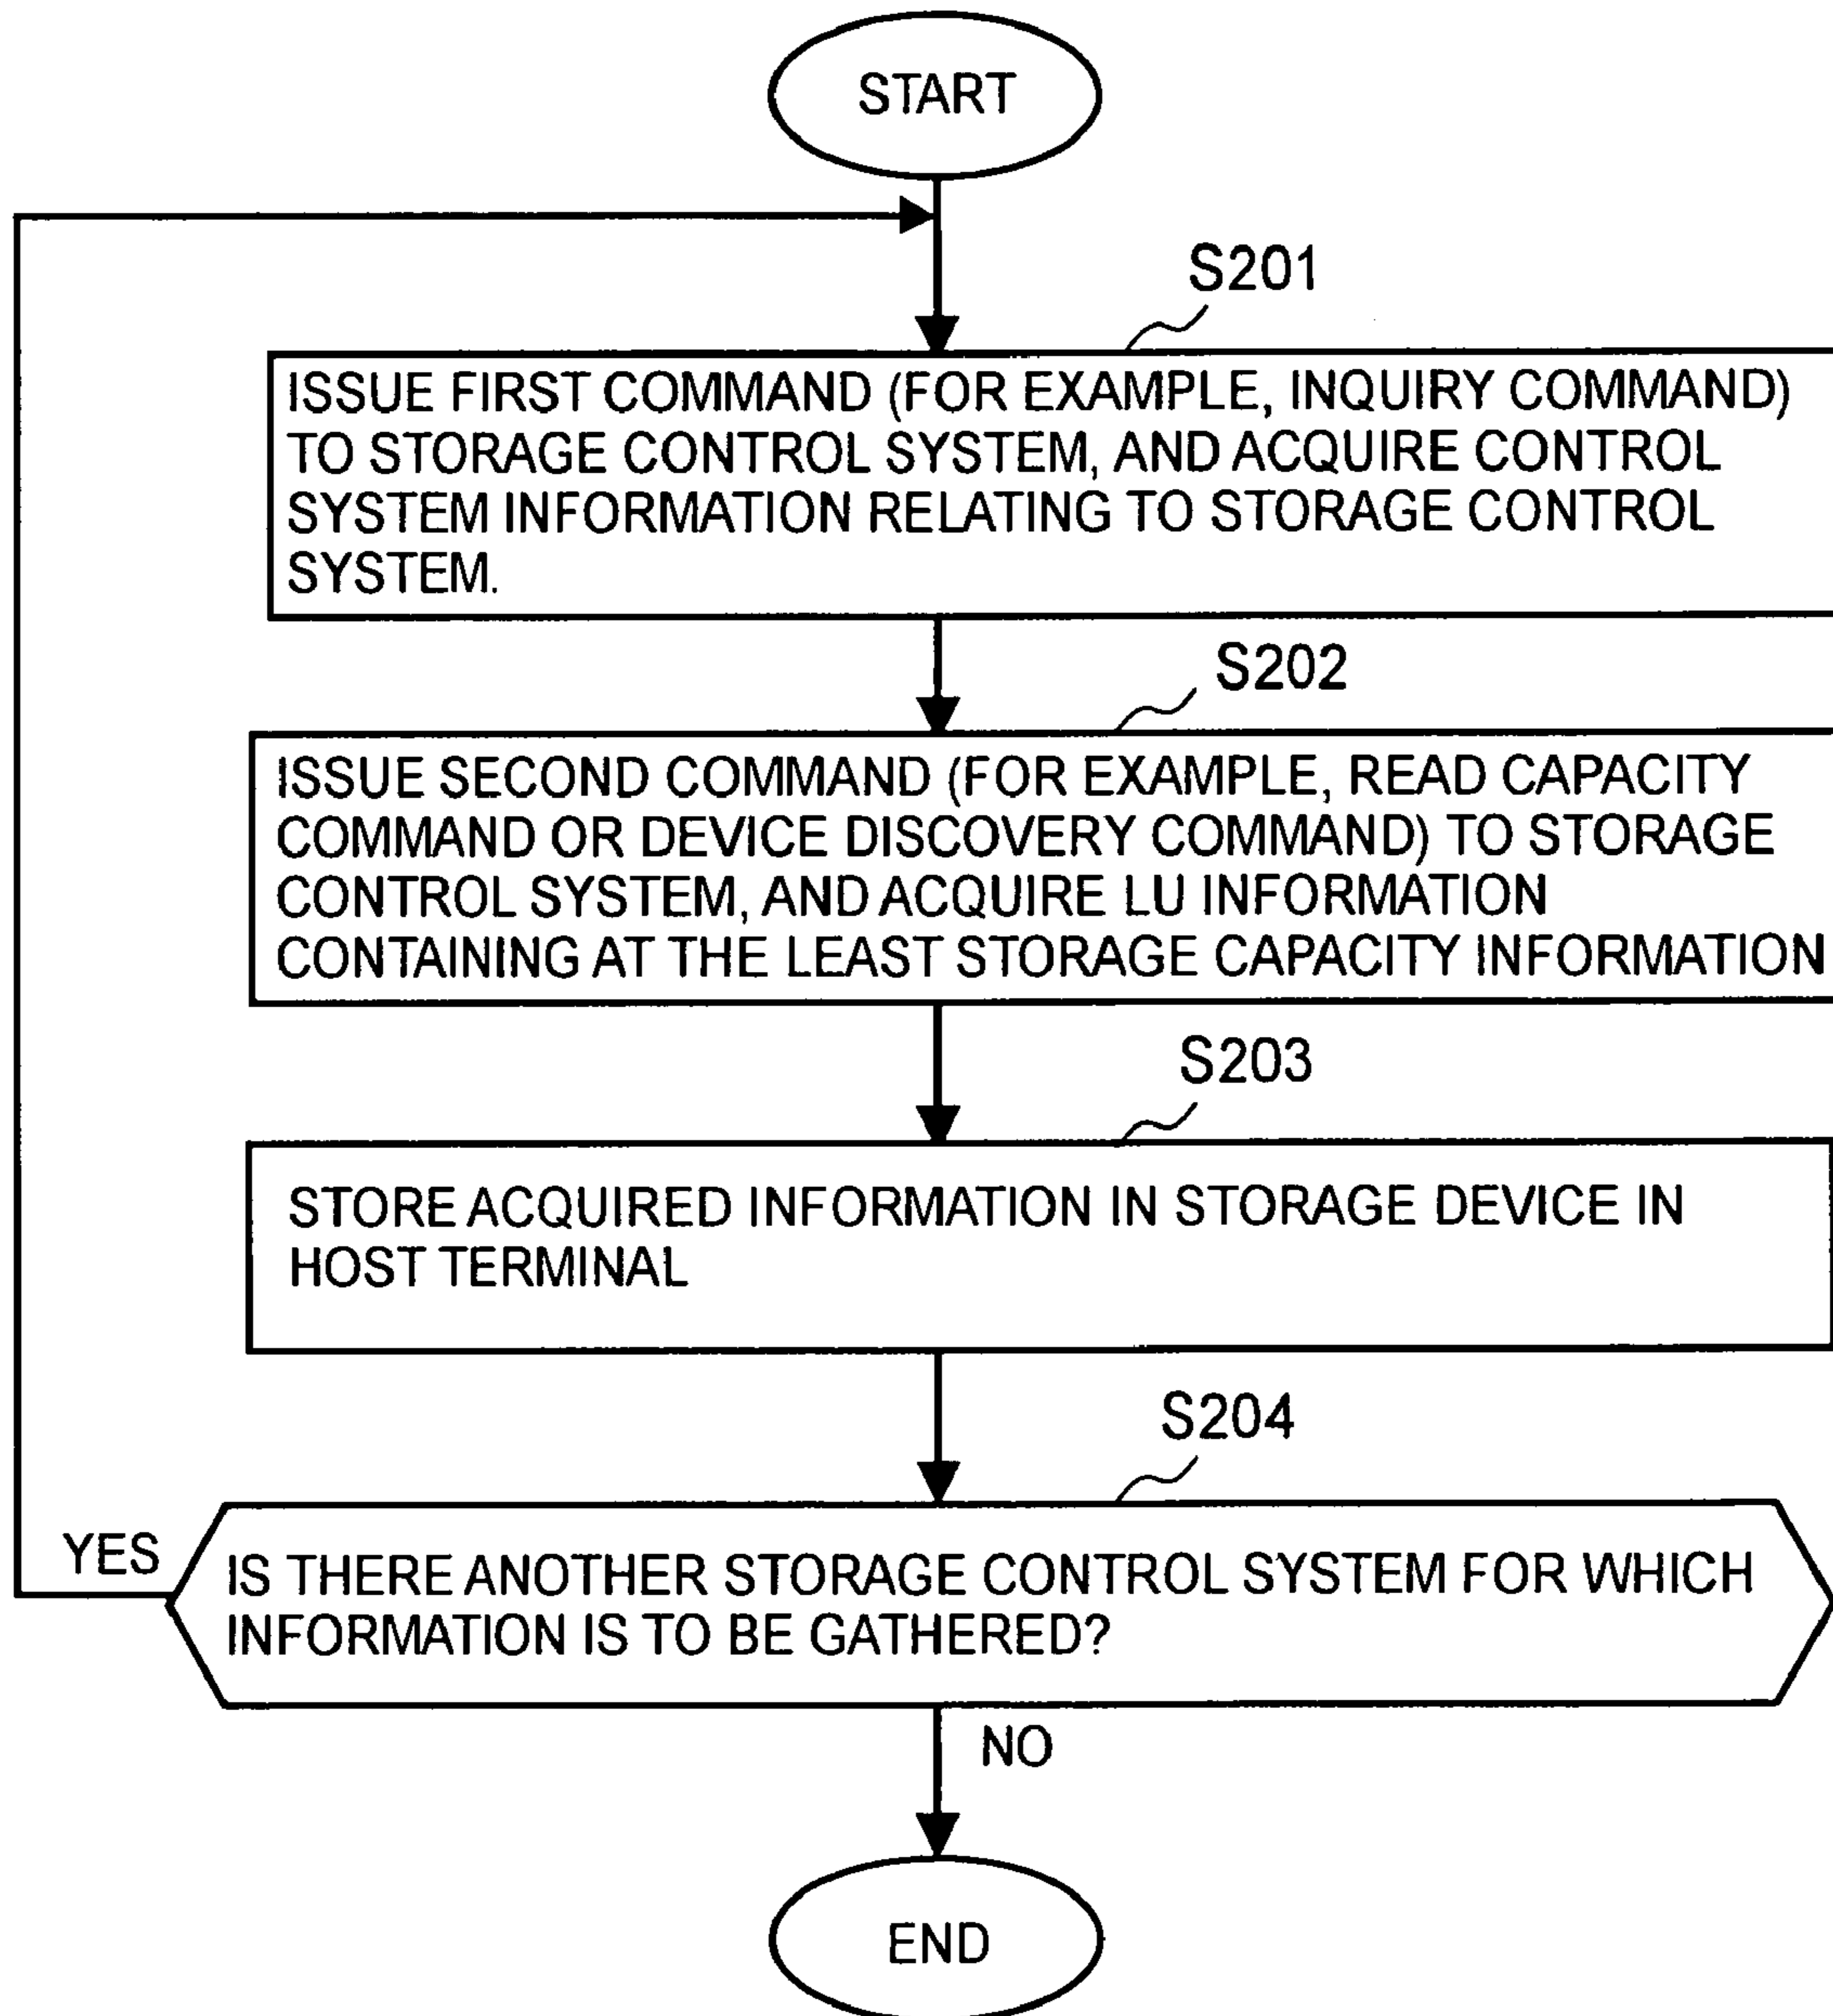 START
S201
ISSUE FIRST COMMAND (FOR EXAMPLE, INQUIRY COMMAND)
TO STORAGE CONTROL SYSTEM, AND ACQUIRE CONTROL
SYSTEM INFORMATION RELATING TO STORAGE CONTROL
SYSTEM.
S202
ISSUE SECOND COMMAND (FOR EXAMPLE, READ CAPACITY
COMMAND OR DEVICE DISCOVERY COMMAND) TO STORAGE
CONTROL SYSTEM, AND ACQUIRE LU INFORMATION
CONTAINING AT THE LEAST STORAGE CAPACITY INFORMATION
S203
STORE ACQUIRED INFORMATION IN STORAGE DEVICE IN
HOST TERMINAL
S204
YES
IS THERE ANOTHER STORAGE CONTROL SYSTEM FOR WHICH
INFORMATION IS TO BE GATHERED?
NO
END